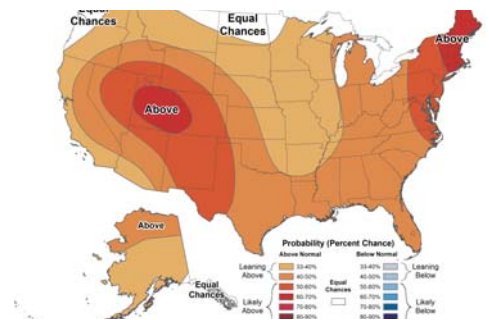 Equal
Chances
Equal
Chances
Above
Above
Above
Equal
Chances
Probability (Percent Chance)
Above Normal
Below Normal
Leaning
Above
Likely
Above
33-40%
40-50%
50-60%
60-70%
70-80%
80-90%
Equal
Chances
33-40%
40-50%
50-60%
60-70%
70-80%
80-90%
Leaning
Below
Likely
Below